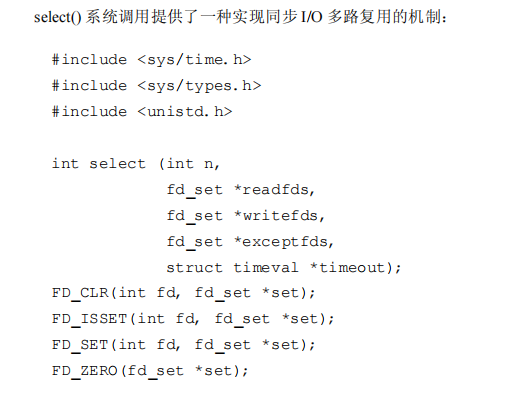 select() 系统调用提供了一种实现同步 I/O 多路复用的机制：
#include <sys/time.h>
#include <sys/types.h>
#include <unistd.h>
int select (int n,
fd_set *readfds,
fd_set *writefds,
fd_set *exceptfds,
struct timeval *timeout);
FD_CLR(int fd, fd_set *set);
FD_ISSET(int fd, fd_set *set);
FD_SET(int fd, fd_set *set);
FD_ZERO(fd_set *set);